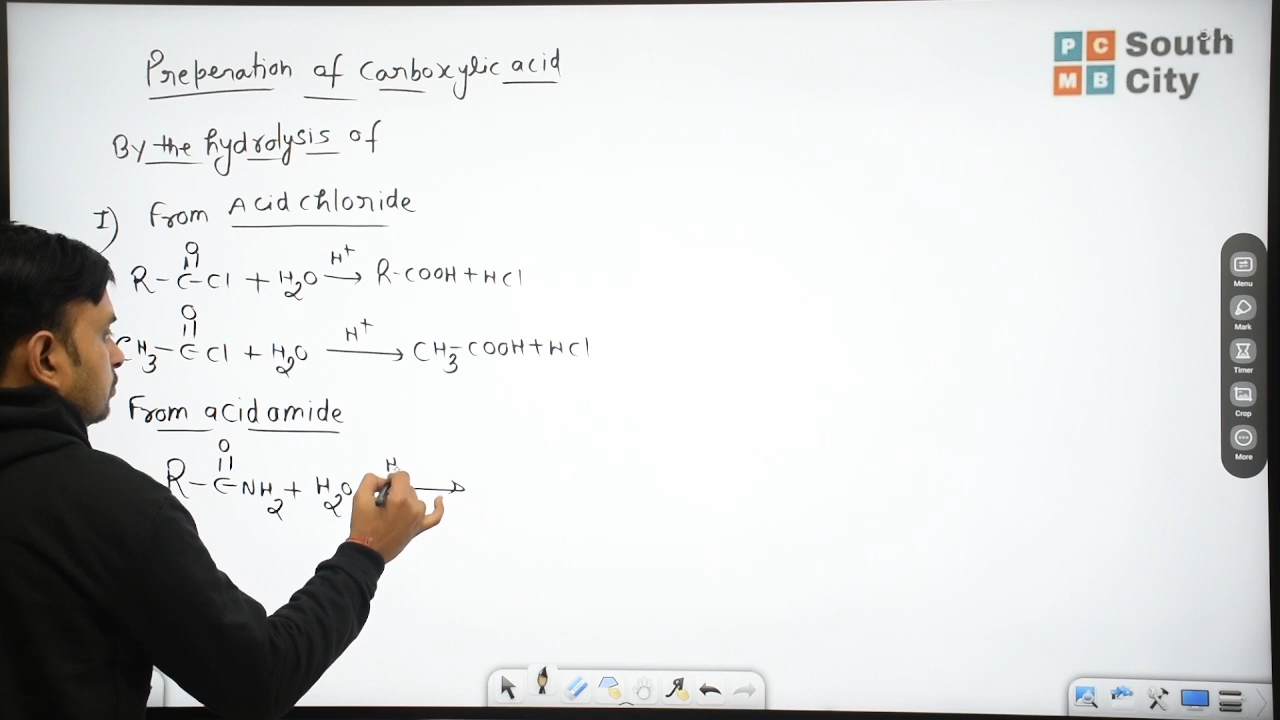 Preperation of Carboxylic acid
PC MB South City
By the hydrolysis of
I) From Acid chloride
O
R-C-Cl + H2O H+ → R-COOH + HCl
O
CH3-C-Cl + H2O H+ → CH3-COOH + HCl
From acid amide
O
R-C-NH2 + H2O H →
Menu
Mark
Timer
Crop
More